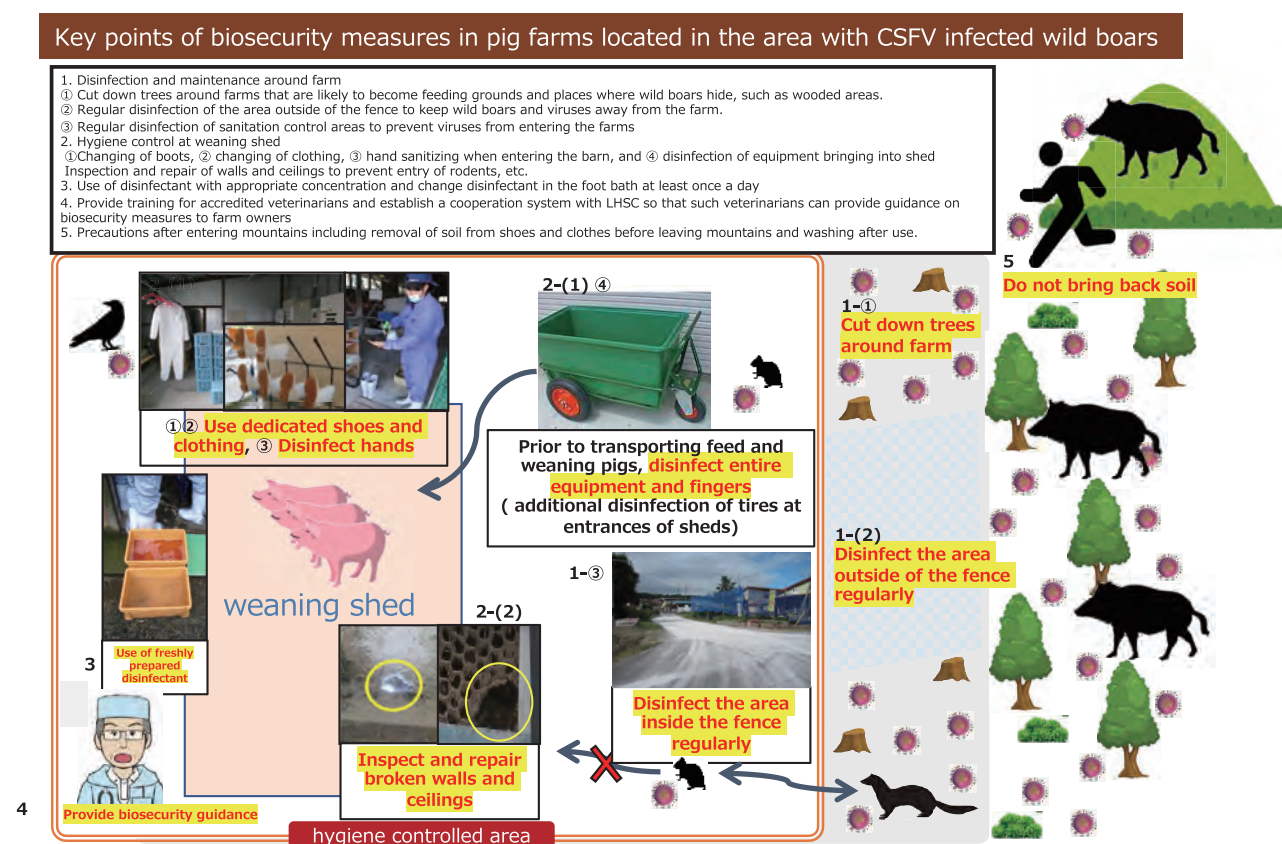 Key points of biosecurity measures in pig farms located in the area with CSFV infected wild boars
1. Disinfection and maintenance around farm
① Cut down trees around farms that are likely to become feeding grounds and places where wild boars hide, such as wooded areas.
② Regular disinfection of the area outside of the fence to keep wild boars and viruses away from the farm.
③ Regular disinfection of sanitation control areas to prevent viruses from entering the farms
2. Hygiene control at weaning shed
①Changing of boots, ② changing of clothing, ③ hand sanitizing when entering the barn, and ④ disinfection of equipment bringing into shed
Inspection and repair of walls and ceilings to prevent entry of rodents, etc.
3. Use of disinfectant with appropriate concentration and change disinfectant in the foot bath at least once a day
4. Provide training for accredited veterinarians and establish a cooperation system with LHSC so that such veterinarians can provide guidance on
biosecurity measures to farm owners
5. Precautions after entering mountains including removal of soil from shoes and clothes before leaving mountains and washing after use.
5
Do not bring back soil
2-(1) ④
1-①
Cut down trees
around farm
①② Use dedicated shoes and
clothing, ③ Disinfect hands
Prior to transporting feed and
weaning pigs, disinfect entire
equipment and fingers
( additional disinfection of tires at
entrances of sheds)
1-(2)
Disinfect the area
outside of the fence
regularly
1-③
weaning shed
2-(2)
3
Use of freshly
prepared
disinfectant
Disinfect the area
inside the fence
regularly
Inspect and repair
broken walls and
ceilings
4
Provide biosecurity guidance
hygiene controlled area